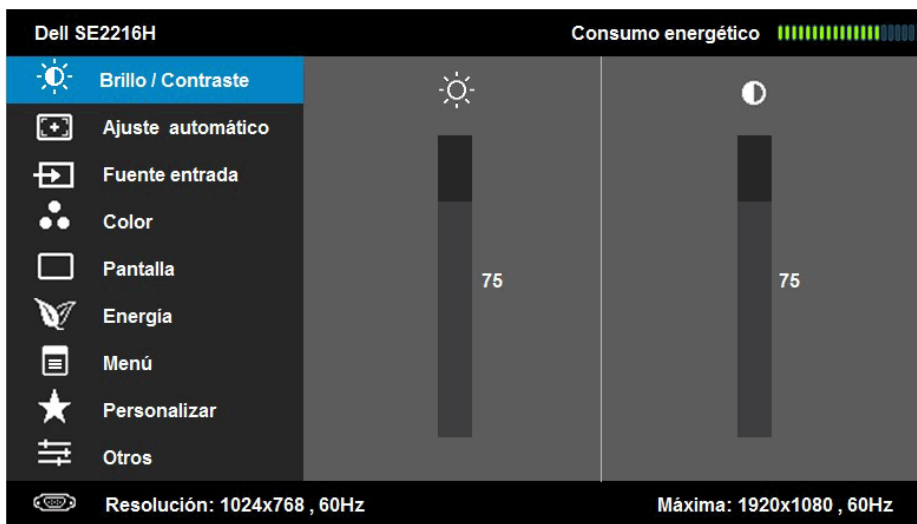 Dell SE2216H Consumo energético
Brillo / Contraste
Ajuste automático
Fuente entrada
Color
Pantalla
75 75
Energía
Menú
Personalizar
Otros
Resolución: 1024x768 , 60Hz Máxima: 1920x1080 , 60Hz